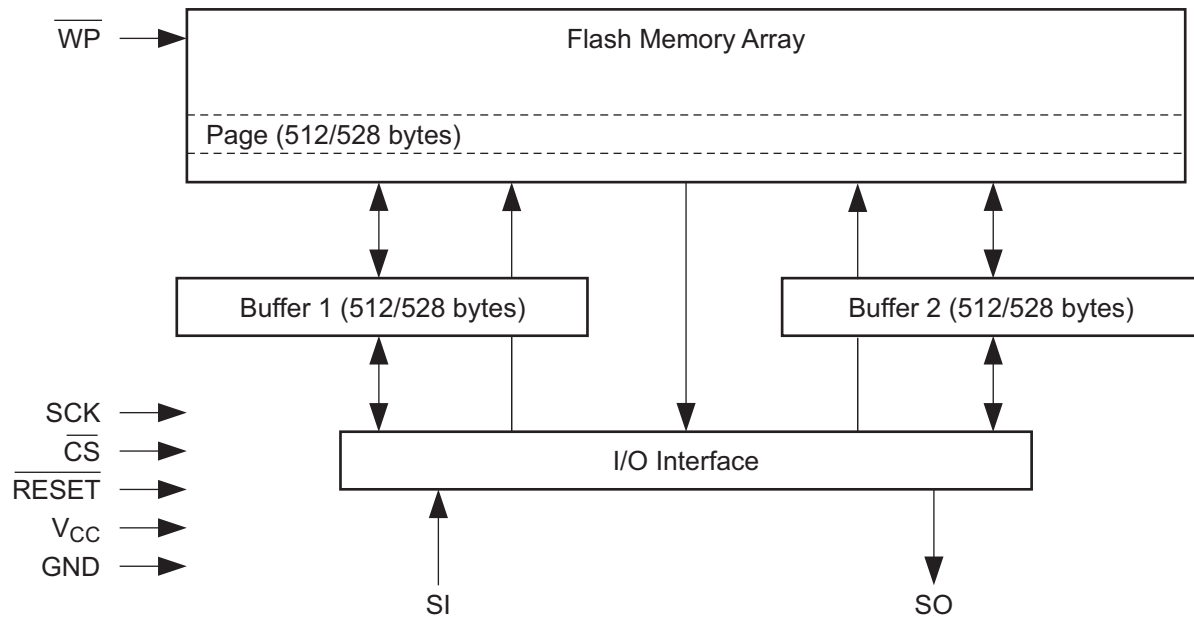 WP
Flash Memory Array
Page (512/528 bytes)
Buffer 1 (512/528 bytes)
Buffer 2 (512/528 bytes)
SCK
CS
RESET
VCC
GND
I/O Interface
SI
SO